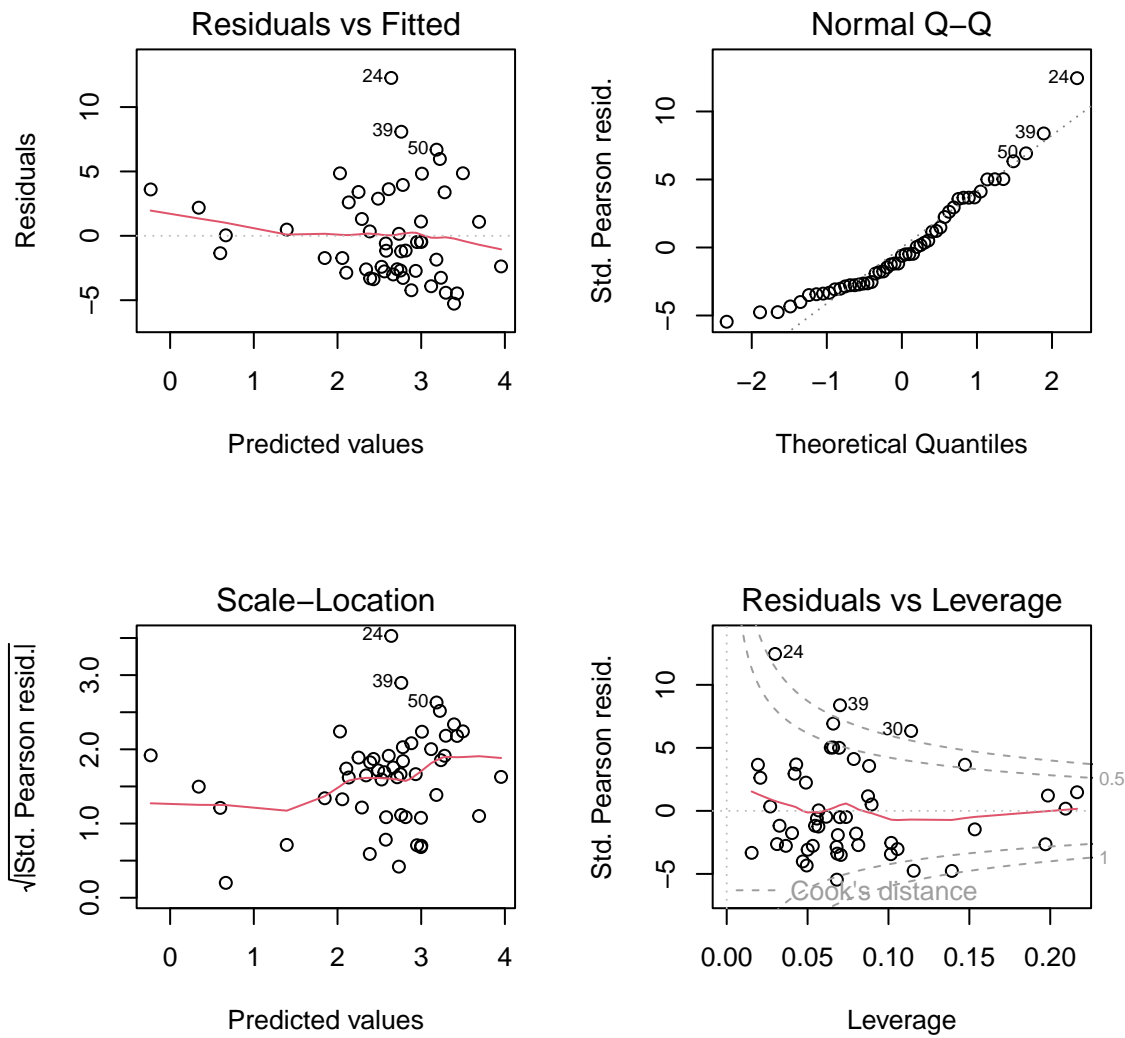 Residuals vs Fitted
Residuals
10
5
0
−5
24
39
50
0 1 2 3 4
Predicted values
Normal Q−Q
Std. Pearson resid.
10
5
0
−5
24
39
50
−2 −1 0 1 2
Theoretical Quantiles
Scale−Location
√|Std. Pearson resid.|
3.0
2.0
1.0
0.0
24
39
50
0 1 2 3 4
Predicted values
Residuals vs Leverage
Std. Pearson resid.
10
5
0
−5
24
39
30
0.5
1
Cook's distance
0.00 0.05 0.10 0.15 0.20
Leverage